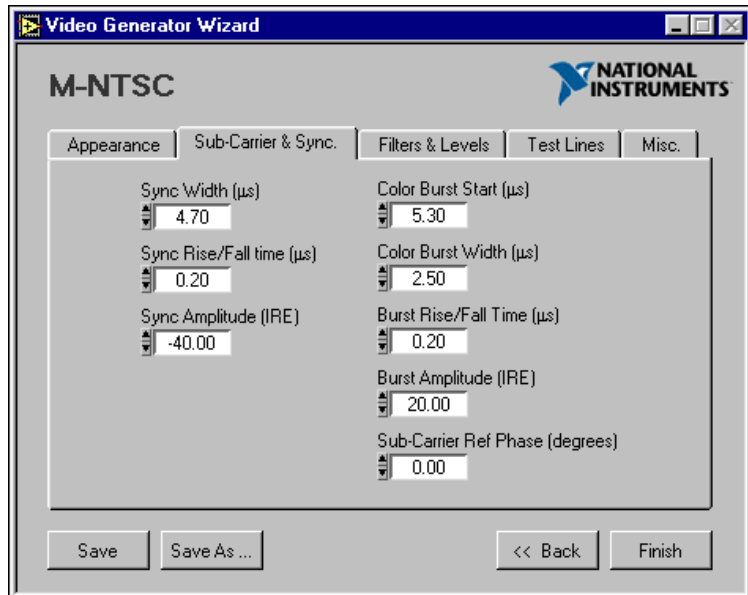 Video Generator Wizard
M-NTSC
NATIONAL
INSTRUMENTS
Appearance
Sub-Carrier & Sync.
Filters & Levels
Test Lines
Misc.
Sync Width (µs)
4.70
Sync Rise/Fall time (µs)
0.20
Sync Amplitude (IRE)
-40.00
Color Burst Start (µs)
5.30
Color Burst Width (µs)
2.50
Burst Rise/Fall Time (µs)
0.20
Burst Amplitude (IRE)
20.00
Sub-Carrier Ref Phase (degrees)
0.00
Save
Save As ...
<< Back
Finish